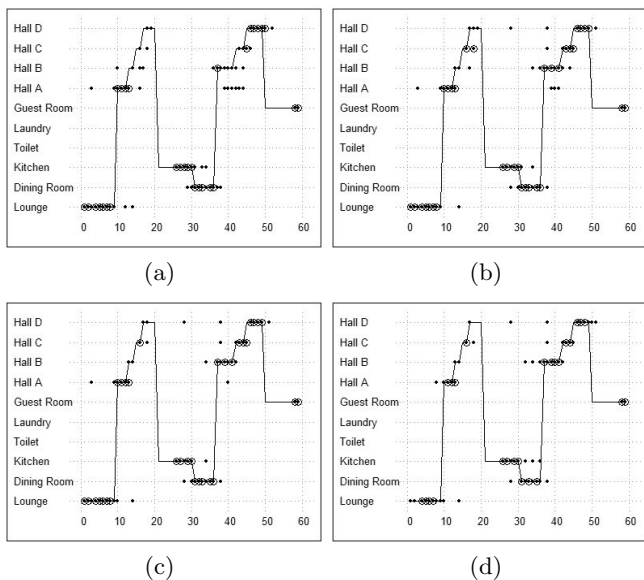 Hall D
Hall C
Hall B
Hall A
Guest Room
Laundry
Toilet
Kitchen
Dining Room
Lounge
0 10 20 30 40 50 60
(a)
Hall D
Hall C
Hall B
Hall A
Guest Room
Laundry
Toilet
Kitchen
Dining Room
Lounge
0 10 20 30 40 50 60
(b)
Hall D
Hall C
Hall B
Hall A
Guest Room
Laundry
Toilet
Kitchen
Dining Room
Lounge
0 10 20 30 40 50 60
(c)
Hall D
Hall C
Hall B
Hall A
Guest Room
Laundry
Toilet
Kitchen
Dining Room
Lounge
0 10 20 30 40 50 60
(d)